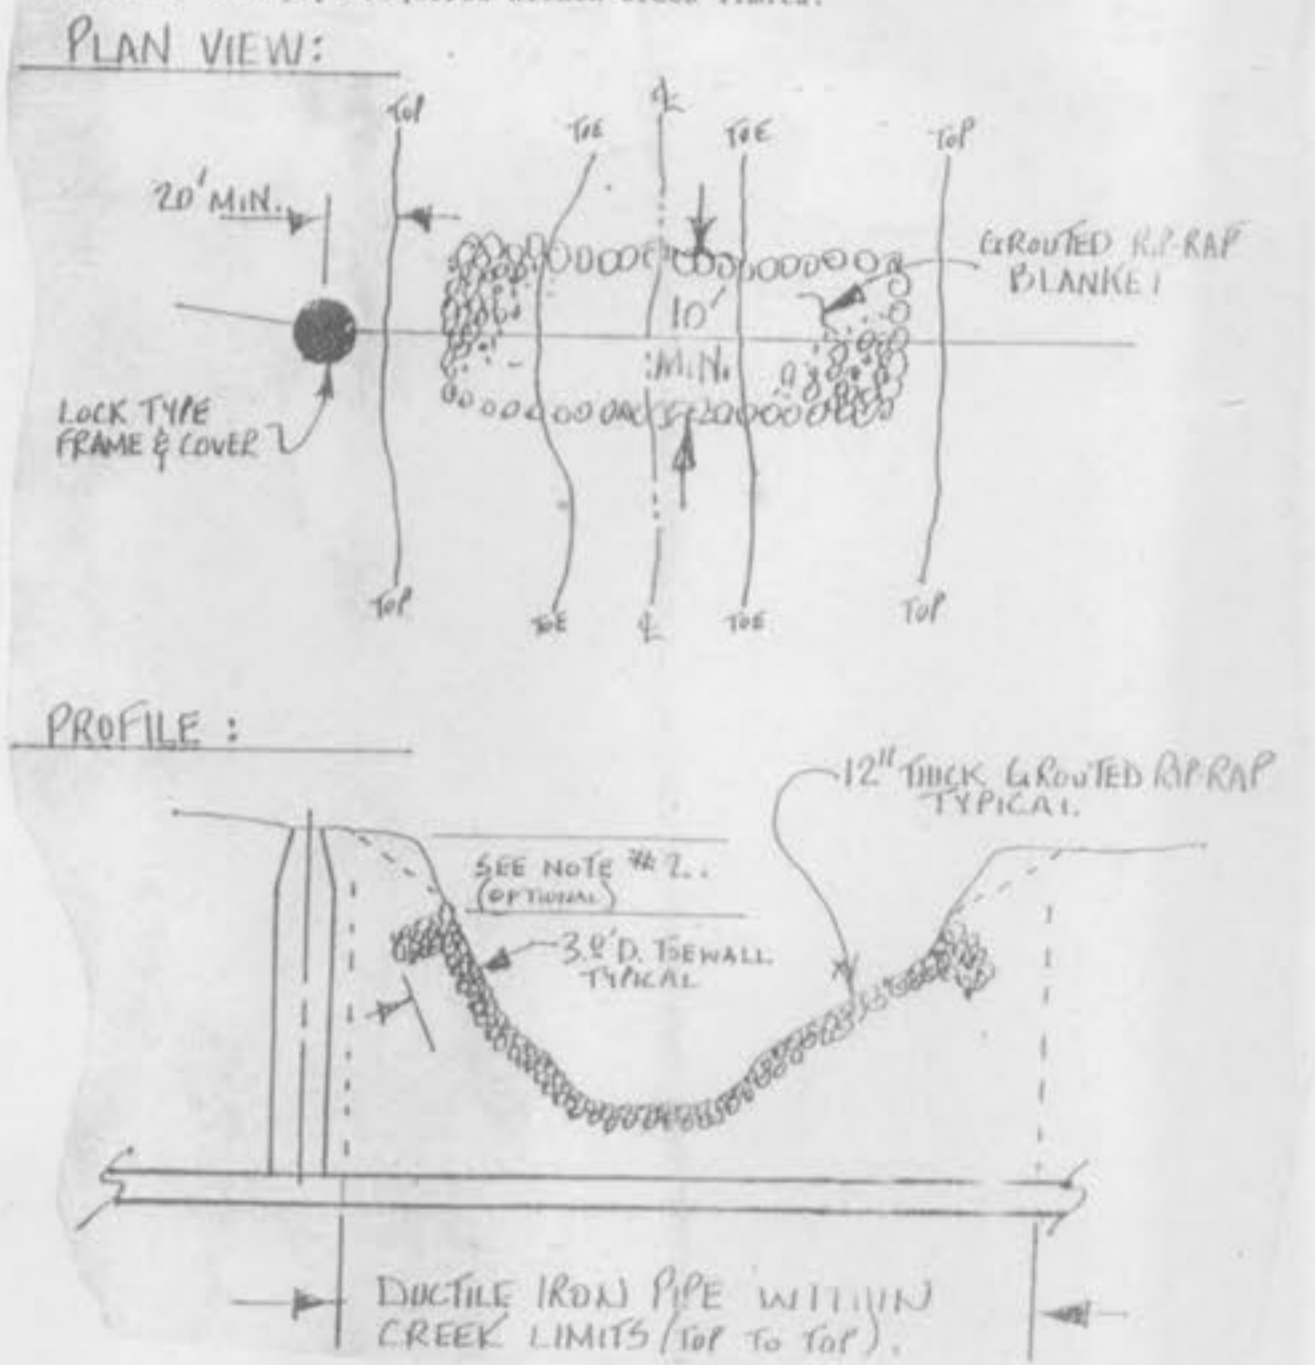 PLAN VIEW:
TOP
TOE
℄
TOE
TOP
20' MIN.
GROUTED RIP-RAP
BLANKET
10'
MIN.
LOCK TYPE
FRAME & COVER
TOP
TOE
℄
TOE
TOP
PROFILE :
12" THICK GROUTED RIP-RAP
TYPICAL
SEE NOTE #2..
(OPTIONAL)
3.0'D. TOEWALL
TYPICAL
DUCTILE IRON PIPE WITHIN
CREEK LIMITS (TOP TO TOP).